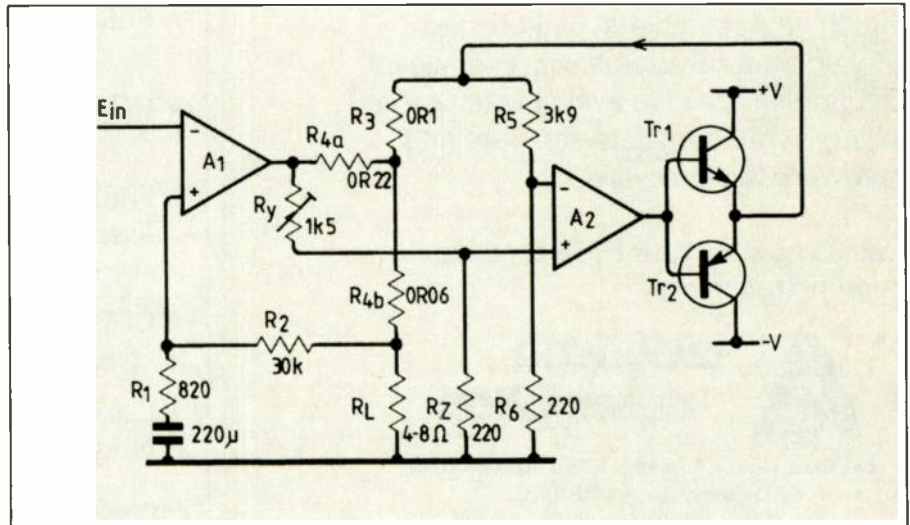 Ein
A1
-
+
R4a
0R22
Ry
1k5
R3
0R1
R5
3k9
A2
-
+
Tr1
Tr2
+V
-V
R4b
0R06
R2
30k
R1
820
220μ
RL
4-8Ω
RZ
220
R6
220